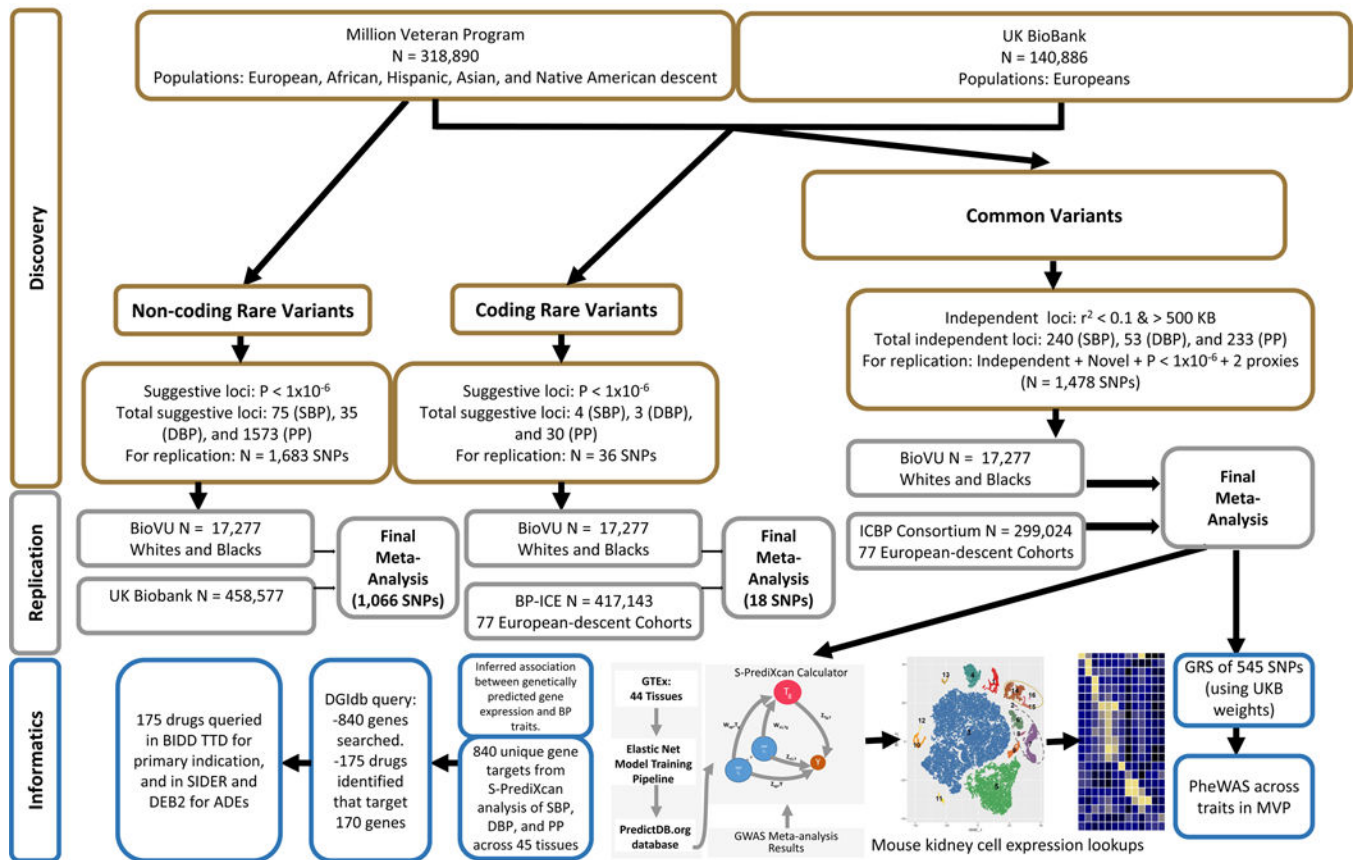 Million Veteran Program
N = 318,890
Populations: European, African, Hispanic, Asian, and Native American descent
UK BioBank
N = 140,886
Populations: Europeans
Discovery
Common Variants
Non-coding Rare Variants
Coding Rare Variants
Suggestive loci: P < 1x10⁻⁶
Total suggestive loci: 75 (SBP), 35
(DBP), and 1573 (PP)
For replication: N = 1,683 SNPs
Suggestive loci: P < 1x10⁻⁶
Total suggestive loci: 4 (SBP), 3 (DBP),
and 30 (PP)
For replication: N = 36 SNPs
Independent loci: r² < 0.1 & > 500 KB
Total independent loci: 240 (SBP), 53 (DBP), and 233 (PP)
For replication: Independent + Novel + P < 1x10⁻⁶ + 2 proxies
(N = 1,478 SNPs)
Replication
BioVU N = 17,277
Whites and Blacks
UK Biobank N = 458,577
Final
Meta-
Analysis
(1,066 SNPs)
BioVU N = 17,277
Whites and Blacks
BP-ICE N = 417,143
77 European-descent Cohorts
Final
Meta-
Analysis
(18 SNPs)
BioVU N = 17,277
Whites and Blacks
ICBP Consortium N = 299,024
77 European-descent Cohorts
Final
Meta-
Analysis
Informatics
175 drugs queried
in BIDD TTD for
primary indication,
and in SIDER and
DEB2 for ADEs
DGIdb query:
-840 genes
searched.
-175 drugs
identified
that target
170 genes
Inferred association
between genetically
predicted gene
expression and BP
traits.
840 unique gene
targets from
S-PrediXcan
analysis of SBP,
DBP, and PP
across 45 tissues
GTEx:
44 Tissues
Elastic Net
Model Training
Pipeline
PredictDB.org
database
S-PrediXcan Calculator
GWAS Meta-analysis
Results
Mouse kidney cell expression lookups
GRS of 545 SNPs
(using UKB
weights)
PheWAS across
traits in MVP